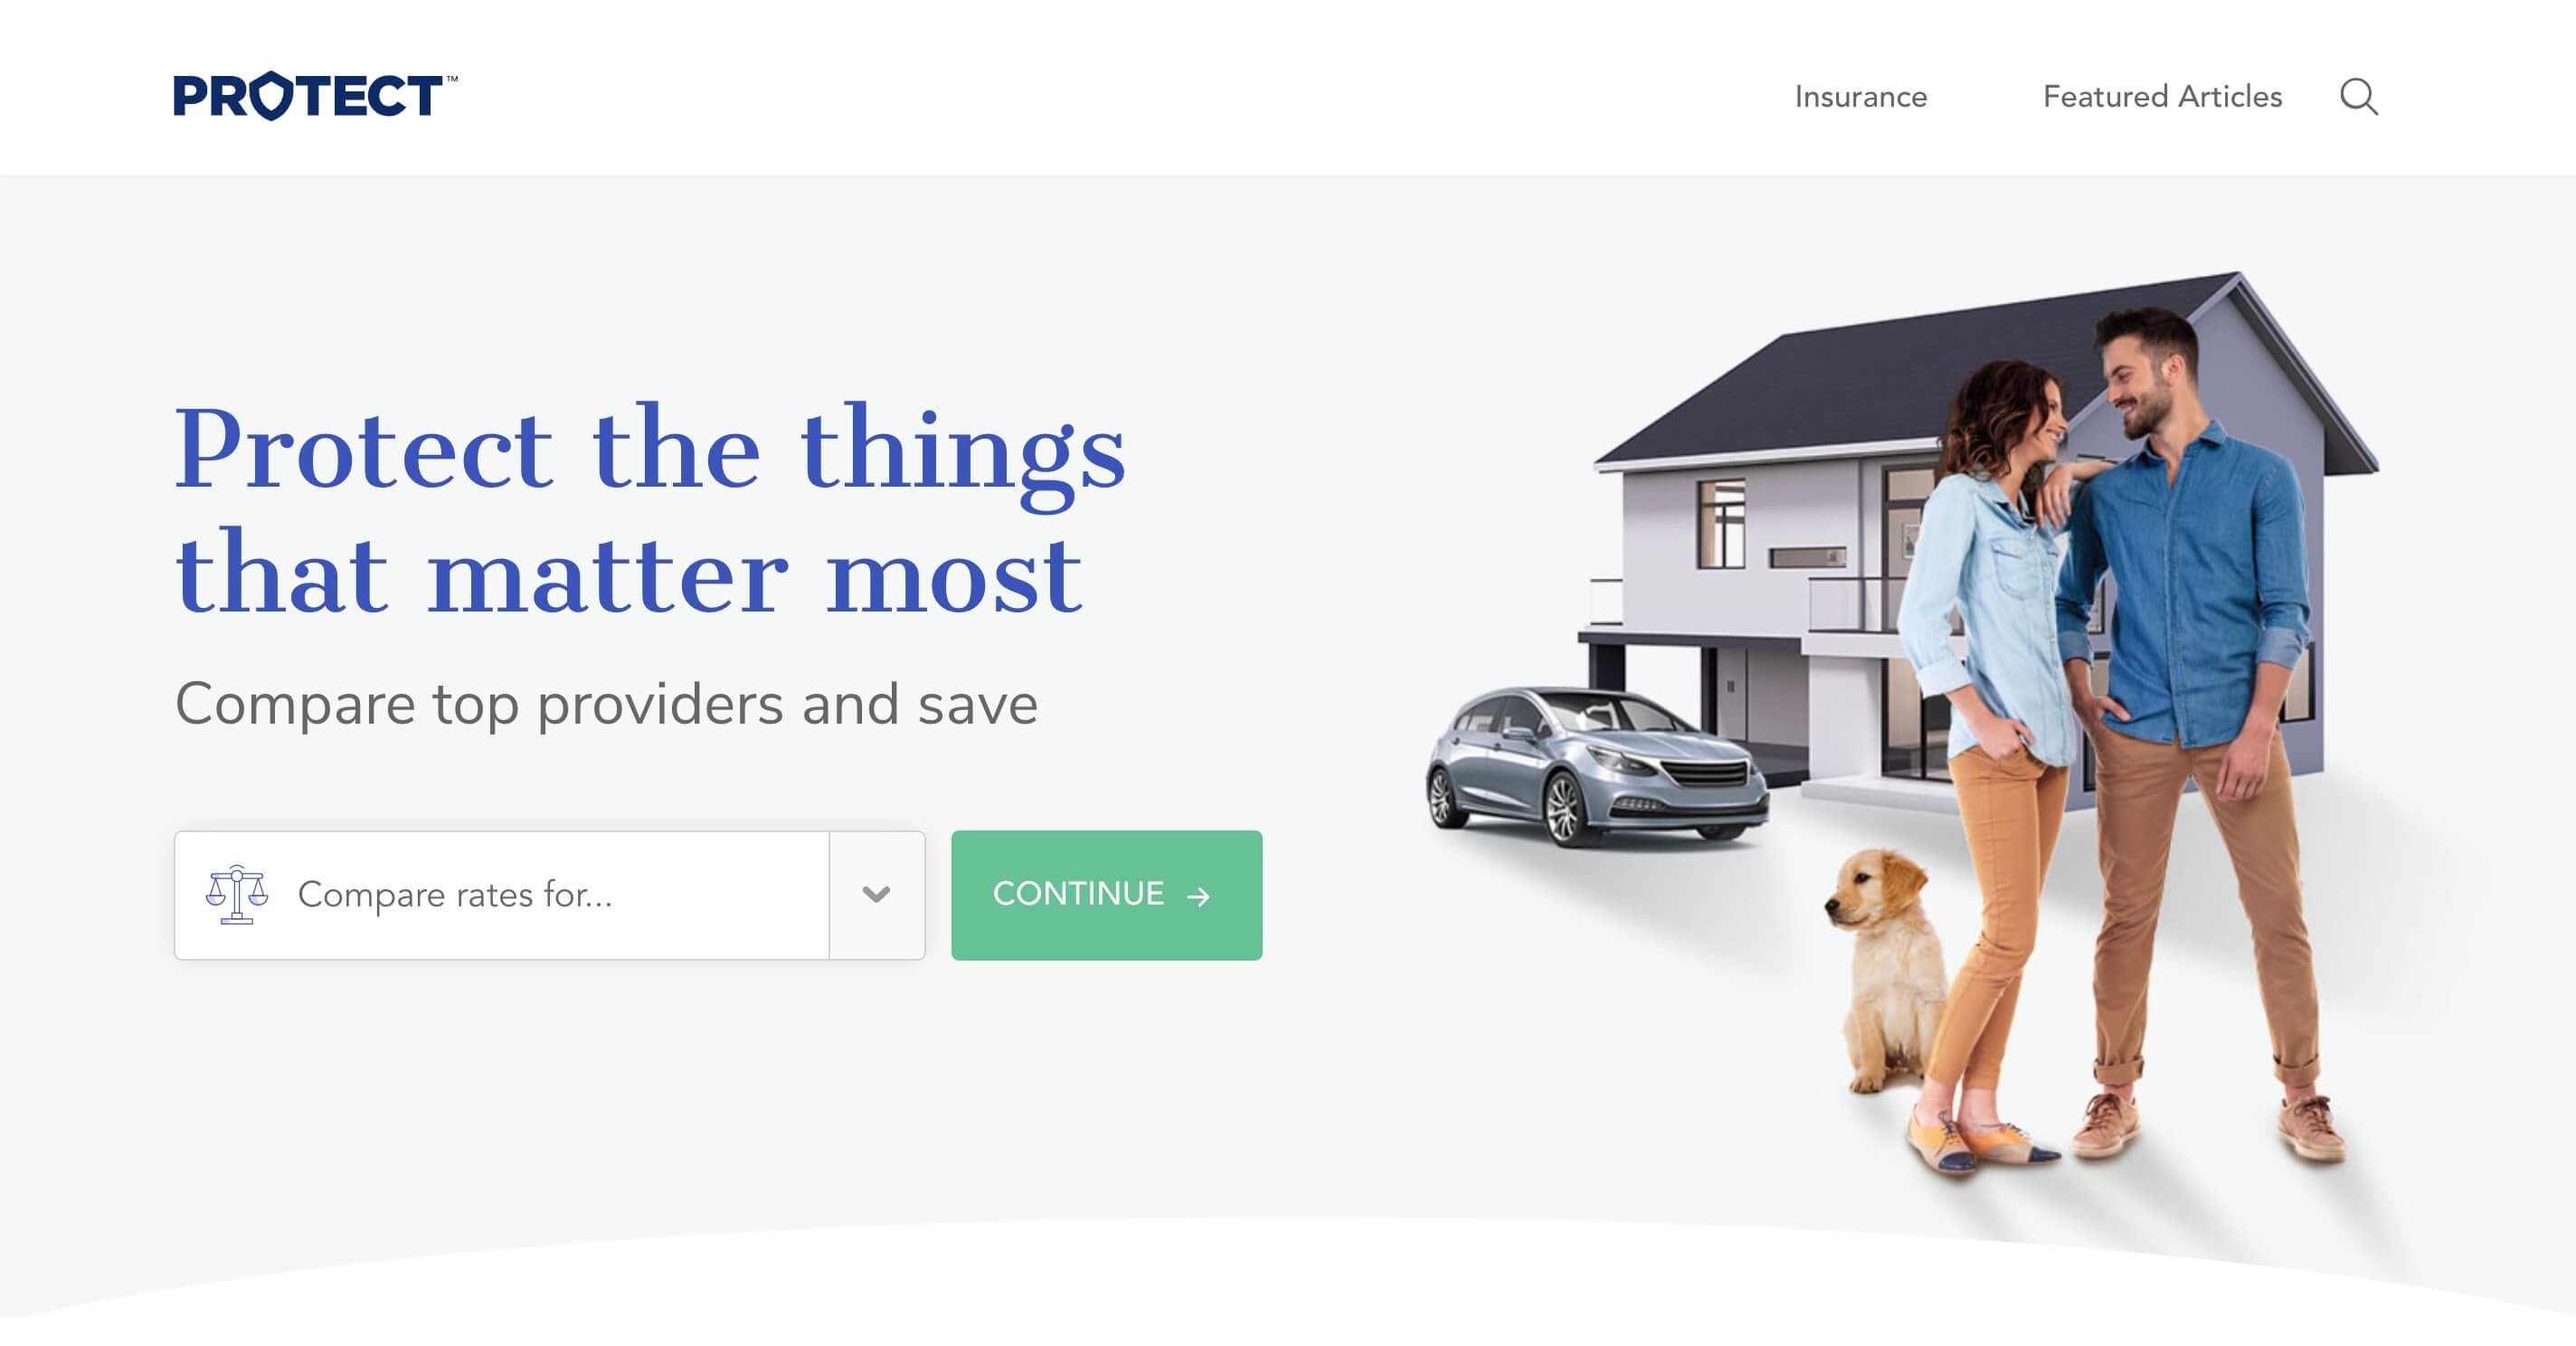 PROTECT™
Insurance
Featured Articles
Protect the things
that matter most
Compare top providers and save
Compare rates for...
CONTINUE →